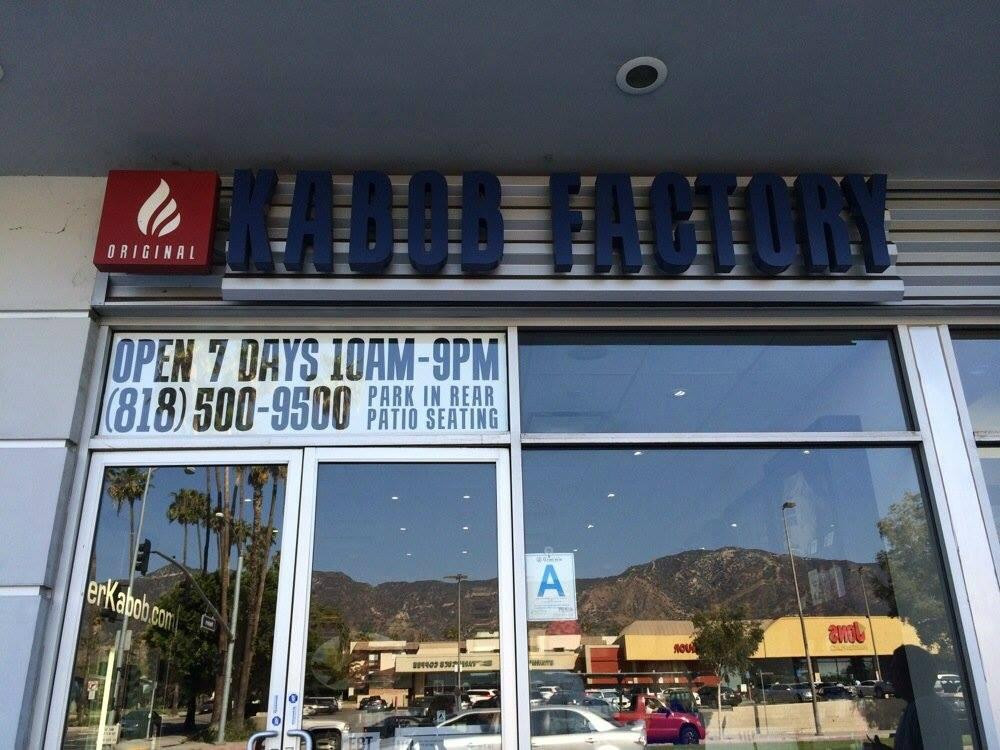 ORIGINAL
KABOB FACTORY
OPEN 7 DAYS 10AM-9PM
(818) 500-9500
PARK IN REAR
PATIO SEATING
A
erKabob.com